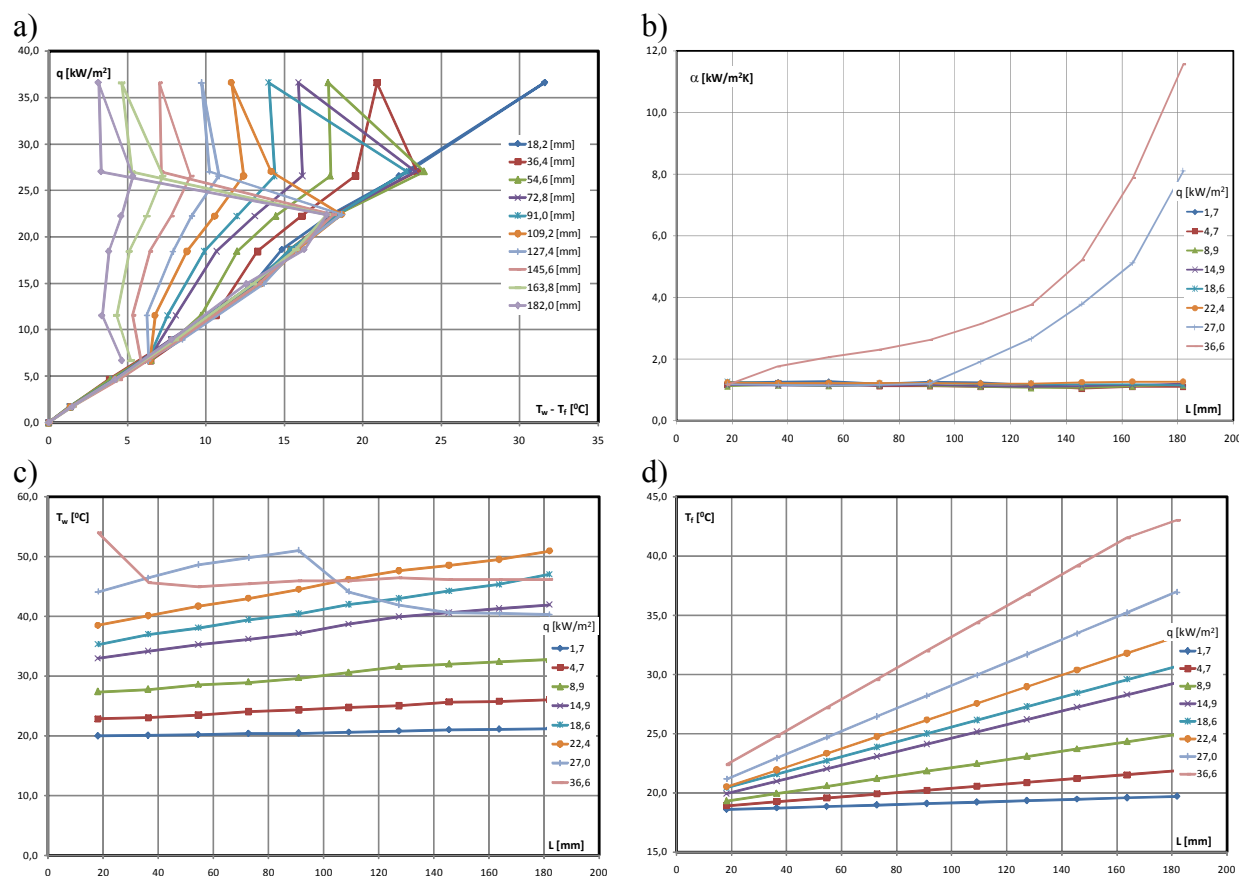 a)
q [kW/m²]
40,0
35,0
30,0
25,0
20,0
15,0
10,0
5,0
0,0
18,2 [mm]
36,4 [mm]
54,6 [mm]
72,8 [mm]
91,0 [mm]
109,2 [mm]
127,4 [mm]
145,6 [mm]
163,8 [mm]
182,0 [mm]
T_w - T_f [⁰C]
0 5 10 15 20 25 30 35
b)
α [kW/m²K]
12,0
10,0
8,0
6,0
4,0
2,0
0,0
q [kW/m²]
1,7
4,7
8,9
14,9
18,6
22,4
27,0
36,6
L [mm]
0 20 40 60 80 100 120 140 160 180 200
c)
T_w [⁰C]
60,0
50,0
40,0
30,0
20,0
10,0
0,0
q [kW/m²]
1,7
4,7
8,9
14,9
18,6
22,4
27,0
36,6
L [mm]
0 20 40 60 80 100 120 140 160 180 200
d)
T_f [⁰C]
45,0
40,0
35,0
30,0
25,0
20,0
15,0
q [kW/m²]
1,7
4,7
8,9
14,9
18,6
22,4
27,0
36,6
L [mm]
0 20 40 60 80 100 120 140 160 180 200